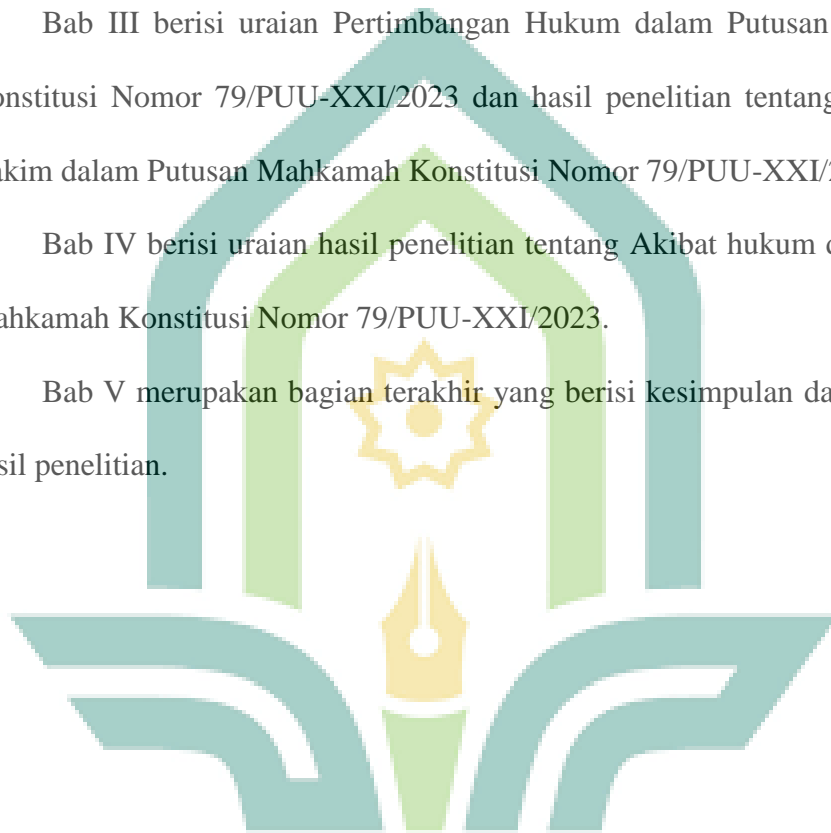 Bab III berisi uraian Pertimbangan Hukum dalam Putusan
onstitusi Nomor 79/PUU-XXI/2023 dan hasil penelitian tentang
akim dalam Putusan Mahkamah Konstitusi Nomor 79/PUU-XXI/2
Bab IV berisi uraian hasil penelitian tentang Akibat hukum d
ahkamah Konstitusi Nomor 79/PUU-XXI/2023.
Bab V merupakan bagian terakhir yang berisi kesimpulan da
sil penelitian.